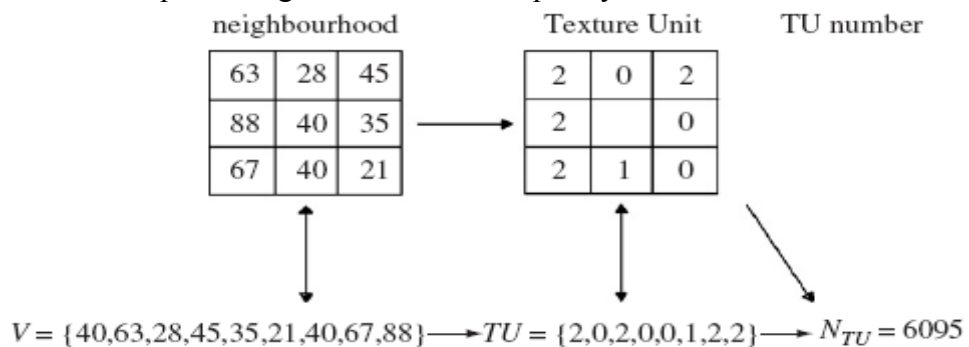 neighbourhood Texture Unit TU number
63 28 45 2 0 2
88 40 35 2 0
67 40 21 2 1 0
V = {40,63,28,45,35,21,40,67,88} TU = {2,0,2,0,0,1,2,2} N_TU = 6095